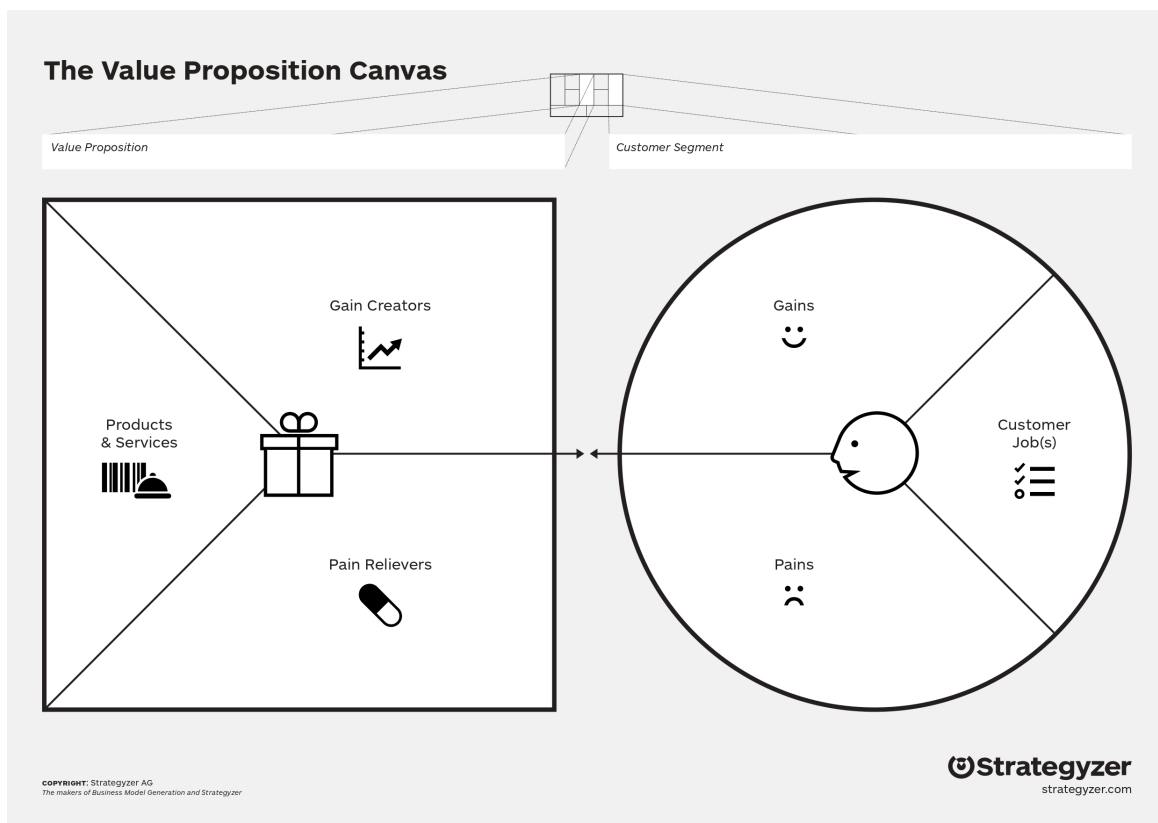 The Value Proposition Canvas
Value Proposition
Customer Segment
Gain Creators
Gains
Products
& Services
Customer
Job(s)
Pain Relievers
Pains
COPYRIGHT: Strategyzer AG
The makers of Business Model Generation and Strategyzer
Strategyzer
strategyzer.com